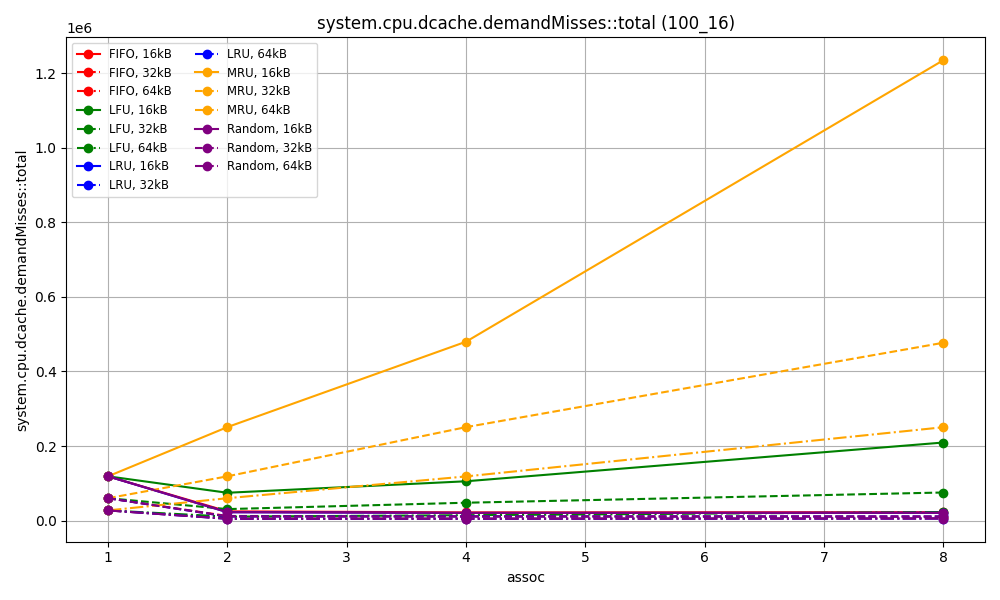 system.cpu.dcache.demandMisses::total (100_16)
1e6
FIFO, 16kB
FIFO, 32kB
FIFO, 64kB
LFU, 16kB
LFU, 32kB
LFU, 64kB
LRU, 16kB
LRU, 32kB
LRU, 64kB
MRU, 16kB
MRU, 32kB
MRU, 64kB
Random, 16kB
Random, 32kB
Random, 64kB
system.cpu.dcache.demandMisses::total
1.2
1.0
0.8
0.6
0.4
0.2
0.0
1 2 3 4 5 6 7 8
assoc